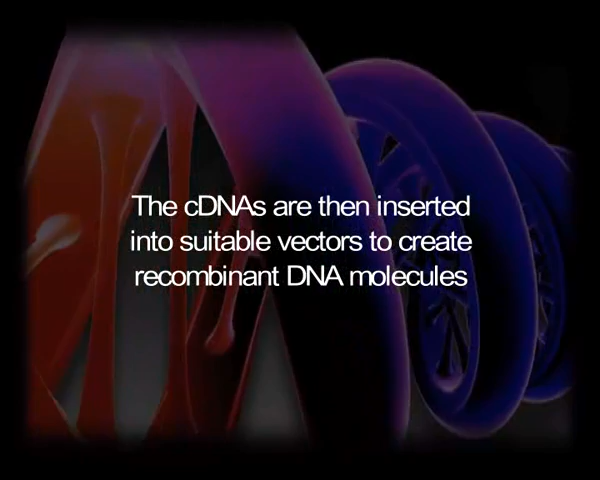 The cDNAs are then inserted
into suitable vectors to create
recombinant DNA molecules